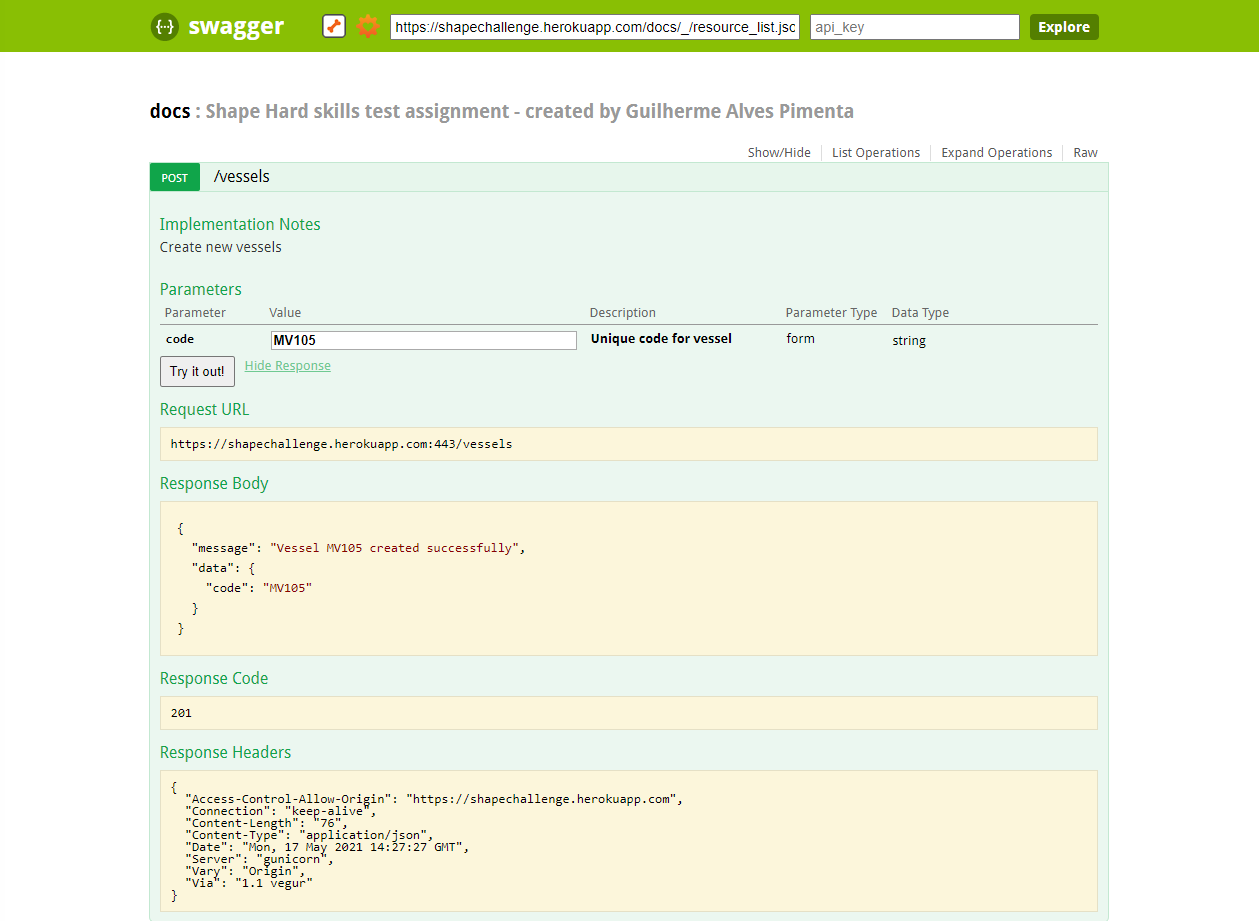 {···} swagger https://shapechallenge.herokuapp.com/docs/_/resource_list.jsc api_key Explore
docs : Shape Hard skills test assignment - created by Guilherme Alves Pimenta
Show/Hide List Operations Expand Operations Raw
POST /vessels
Implementation Notes
Create new vessels
Parameters
Parameter Value Description Parameter Type Data Type
code MV105 Unique code for vessel form string
Try it out! Hide Response
Request URL
https://shapechallenge.herokuapp.com:443/vessels
Response Body
{
"message": "Vessel MV105 created successfully",
"data": {
"code": "MV105"
}
}
Response Code
201
Response Headers
{
"Access-Control-Allow-Origin": "https://shapechallenge.herokuapp.com",
"Connection": "keep-alive",
"Content-Length": "76",
"Content-Type": "application/json",
"Date": "Mon, 17 May 2021 14:27:27 GMT",
"Server": "gunicorn",
"Vary": "Origin",
"Via": "1.1 vegur"
}